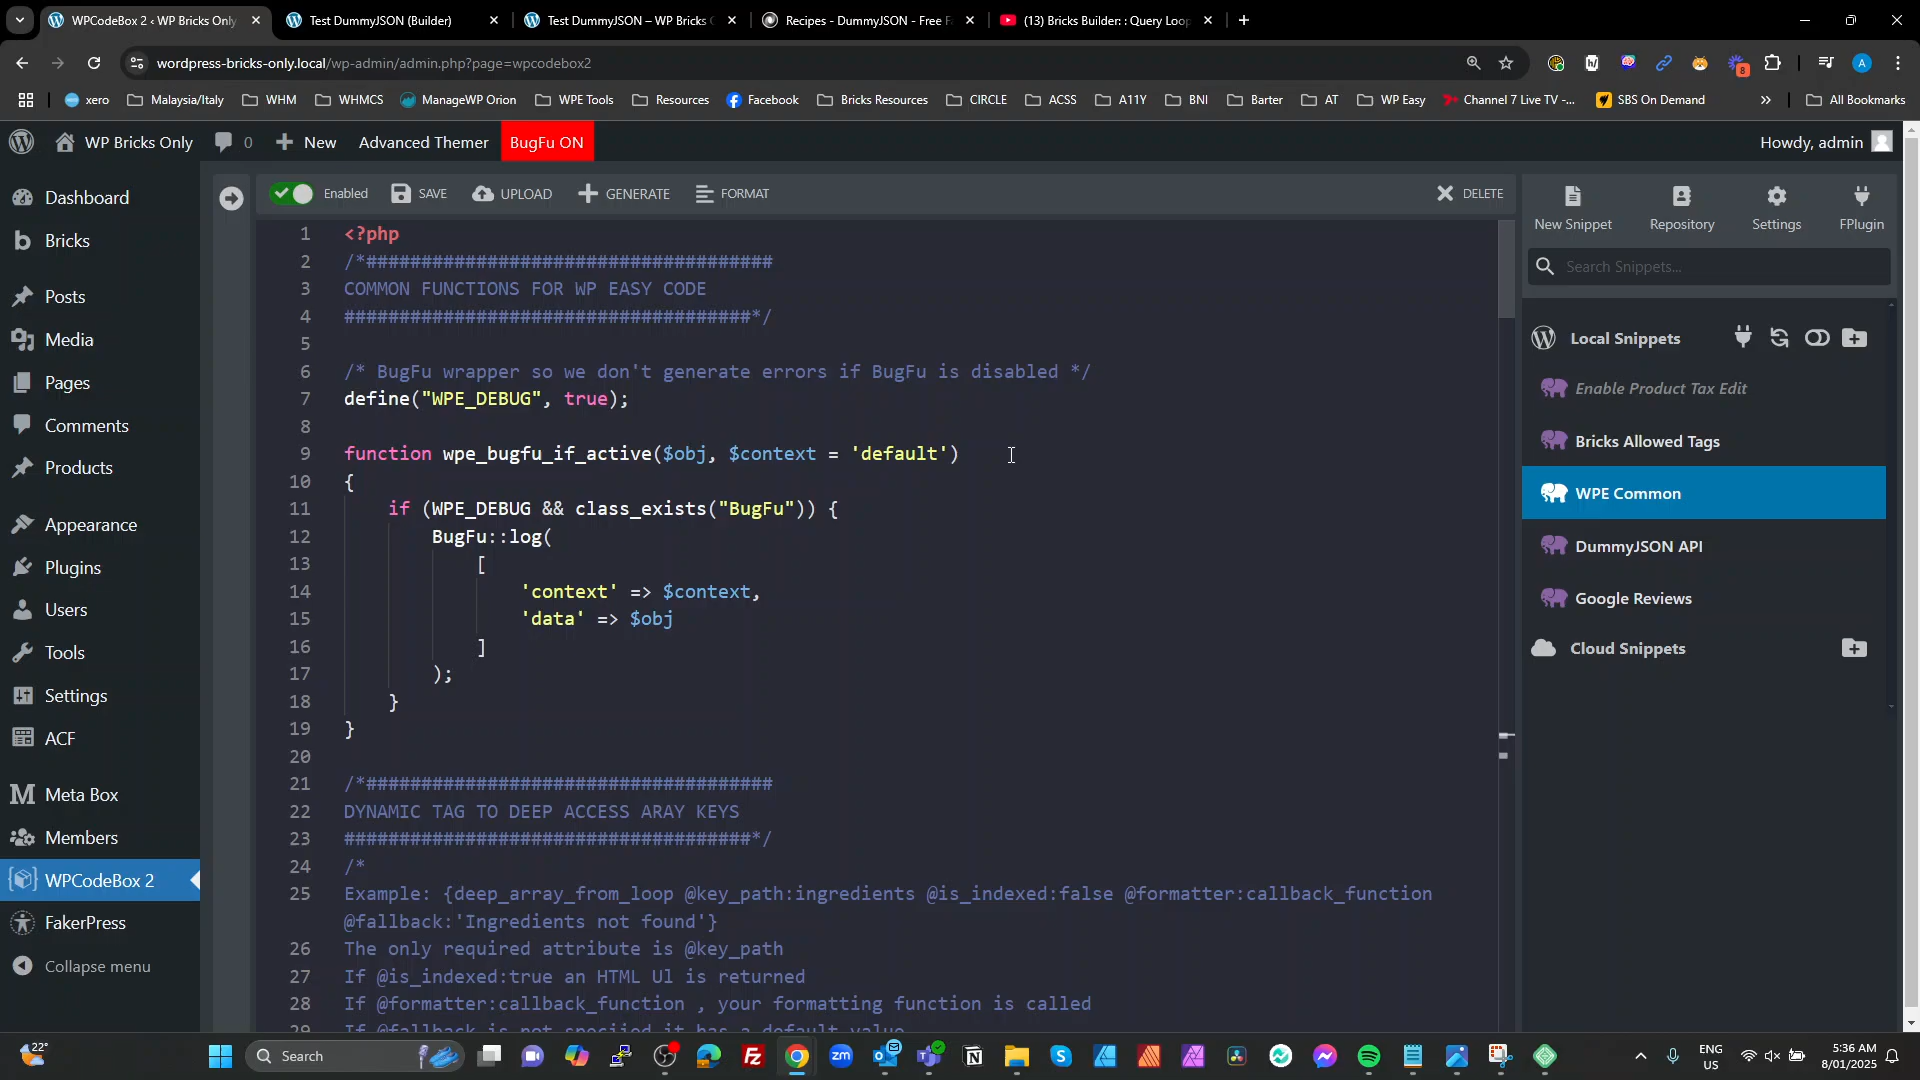 WPCodeBox 2 ‹ WP Bricks Only
Test DummyJSON (Builder)
Test DummyJSON – WP Bricks O
Recipes - DummyJSON - Free F
(13) Bricks Builder: : Query Loop
wordpress-bricks-only.local/wp-admin/admin.php?page=wpcodebox2
8
A
xero
Malaysia/Italy
WHM
WHMCS
ManageWP Orion
WPE Tools
Resources
Facebook
Bricks Resources
CIRCLE
ACSS
A11Y
BNI
Barter
AT
WP Easy
Channel 7 Live TV -...
SBS On Demand
All Bookmarks
WP Bricks Only
0
New
Advanced Themer
BugFu ON
Howdy, admin
Dashboard
Bricks
Posts
Media
Pages
Comments
Products
Appearance
Plugins
Users
Tools
Settings
ACF
Meta Box
Members
WPCodeBox 2
FakerPress
Collapse menu
Enabled
SAVE
UPLOAD
GENERATE
FORMAT
DELETE
1 <?php
2 /*#####################################
3 COMMON FUNCTIONS FOR WP EASY CODE
4 #####################################*/
5
6 /* BugFu wrapper so we don't generate errors if BugFu is disabled */
7 define("WPE_DEBUG", true);
8
9 function wpe_bugfu_if_active($obj, $context = 'default')
10 {
11 if (WPE_DEBUG && class_exists("BugFu")) {
12 BugFu::log(
13 [
14 'context' => $context,
15 'data' => $obj
16 ]
17 );
18 }
19 }
20
21 /*#####################################
22 DYNAMIC TAG TO DEEP ACCESS ARAY KEYS
23 #####################################*/
24 /*
25 Example: {deep_array_from_loop @key_path:ingredients @is_indexed:false @formatter:callback_function
@fallback:'Ingredients not found'}
26 The only required attribute is @key_path
27 If @is_indexed:true an HTML Ul is returned
28 If @formatter:callback_function , your formatting function is called
29 If @fallback is not speciied it has a default value
New Snippet
Repository
Settings
FPlugin
Search Snippets...
Local Snippets
Enable Product Tax Edit
Bricks Allowed Tags
WPE Common
DummyJSON API
Google Reviews
Cloud Snippets
22°
Search
zm
ENG
US
5:36 AM
8/01/2025